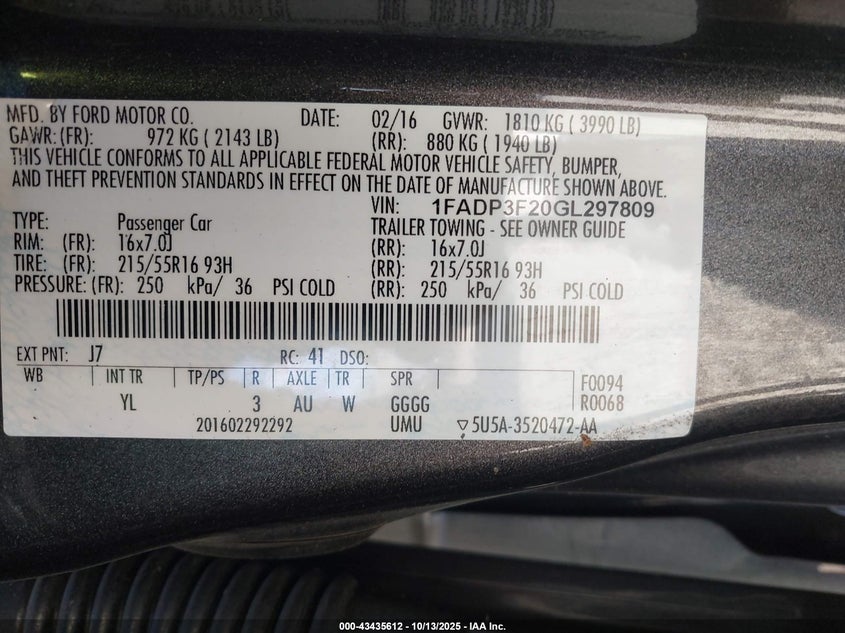 MFD. BY FORD MOTOR CO. DATE: 02/16 GVWR: 1810 KG ( 3990 LB)
GAWR: (FR): 972 KG ( 2143 LB) (RR): 880 KG ( 1940 LB)
THIS VEHICLE CONFORMS TO ALL APPLICABLE FEDERAL MOTOR VEHICLE SAFETY, BUMPER,
AND THEFT PREVENTION STANDARDS IN EFFECT ON THE DATE OF MANUFACTURE SHOWN ABOVE.
VIN: 1FADP3F20GL297809
TYPE: Passenger Car TRAILER TOWING - SEE OWNER GUIDE
RIM: (FR): 16x7.0J (RR): 16x7.0J
TIRE: (FR): 215/55R16 93H (RR): 215/55R16 93H
PRESSURE: (FR): 250 kPa/ 36 PSI COLD (RR): 250 kPa/ 36 PSI COLD
EXT PNT: J7 RC: 41 DSO:
WB INT TR TP/PS R AXLE TR SPR F0094
YL 3 AU W GGGG R0068
201602292292 UMU ▽5U5A-3520472-AA
000-43435612 - 10/13/2025 - IAA Inc.